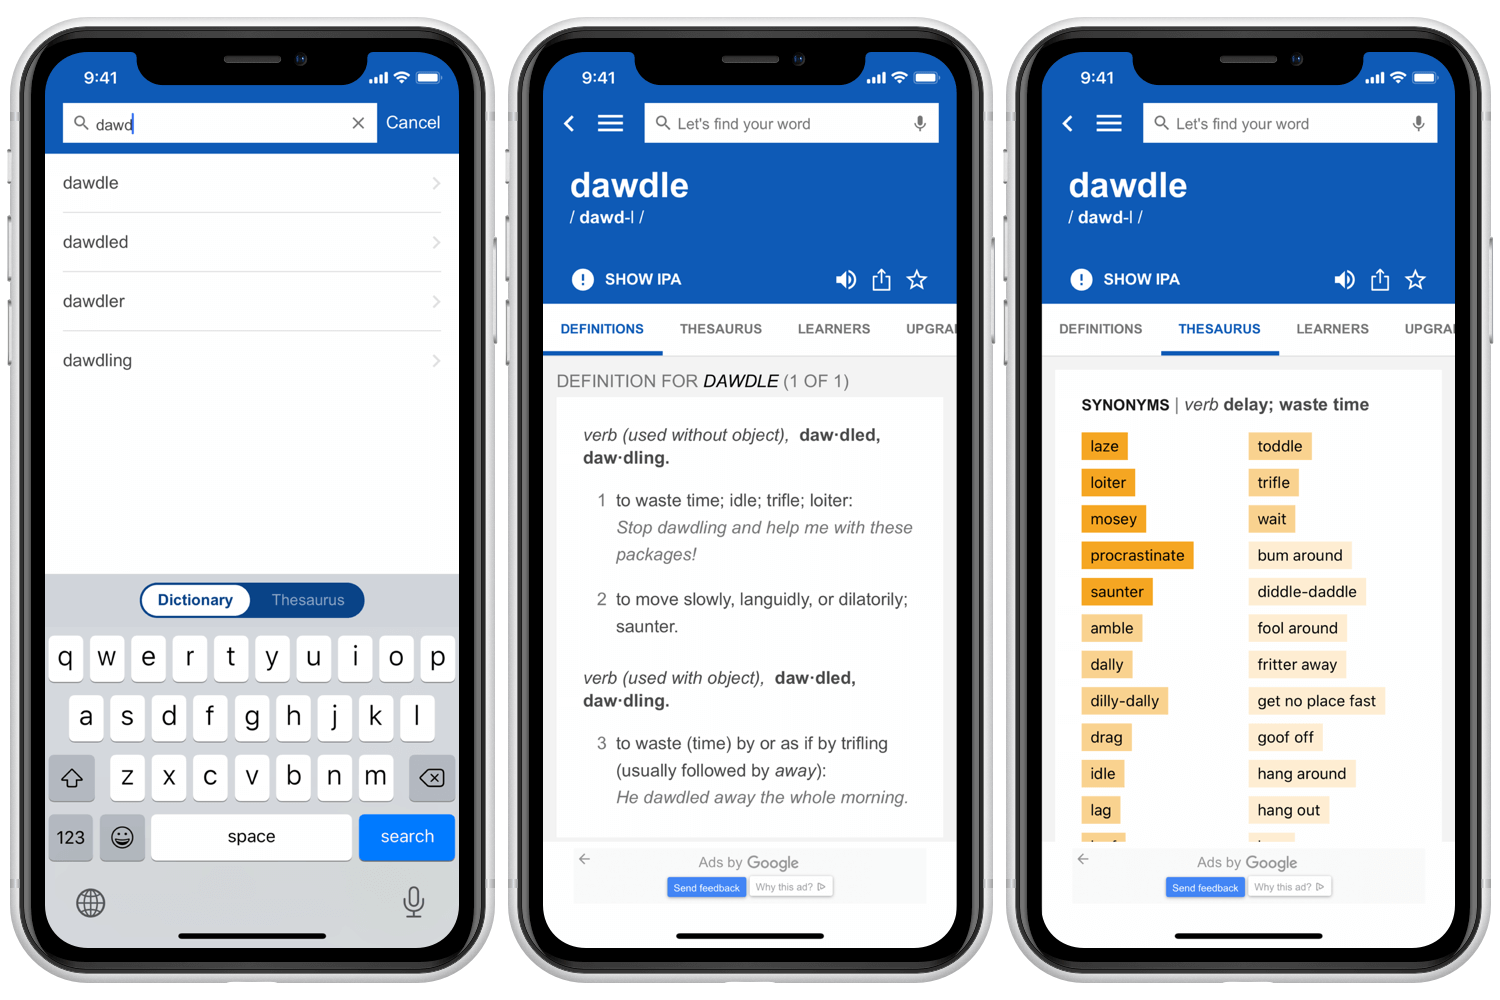 9:41
dawd
Cancel
dawdle
dawdled
dawdler
dawdling
Dictionary Thesaurus
q w e r t y u i o p
a s d f g h j k l
z x c v b n m
123 space search
9:41
Let's find your word
dawdle
/ dawd-l /
SHOW IPA
DEFINITIONS THESAURUS LEARNERS UPGRA
DEFINITION FOR DAWDLE (1 OF 1)
verb (used without object), daw·dled,
daw·dling.
1 to waste time; idle; trifle; loiter:
Stop dawdling and help me with these
packages!
2 to move slowly, languidly, or dilatorily;
saunter.
verb (used with object), daw·dled,
daw·dling.
3 to waste (time) by or as if by trifling
(usually followed by away):
He dawdled away the whole morning.
Ads by Google
Send feedback Why this ad?
9:41
Let's find your word
dawdle
/ dawd-l /
SHOW IPA
DEFINITIONS THESAURUS LEARNERS UPGRA
SYNONYMS | verb delay; waste time
laze toddle
loiter trifle
mosey wait
procrastinate bum around
saunter diddle-daddle
amble fool around
dally fritter away
dilly-dally get no place fast
drag goof off
idle hang around
lag hang out
Ads by Google
Send feedback Why this ad?